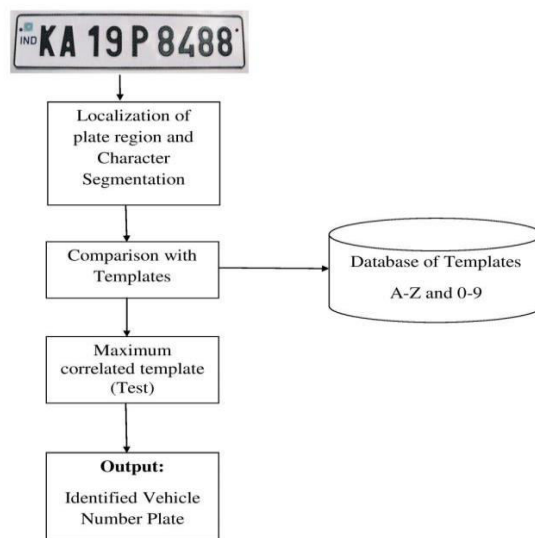 IND KA 19 P 8488
Localization of
plate region and
Character
Segmentation
Comparison with
Templates
Database of Templates
A-Z and 0-9
Maximum
correlated template
(Test)
Output:
Identified Vehicle
Number Plate